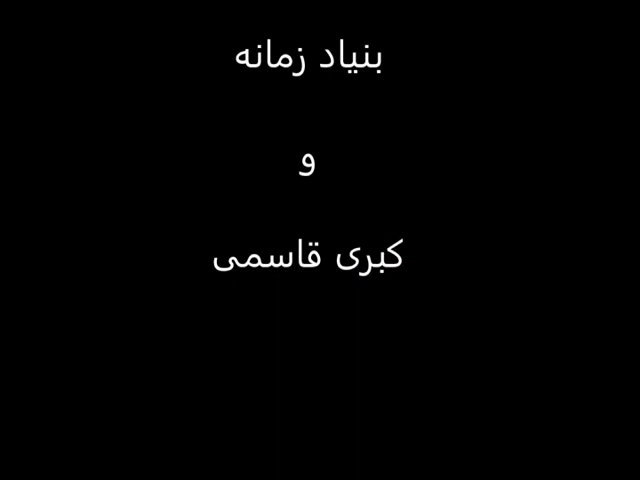 بنیاد زمانه
و
کبری قاسمی